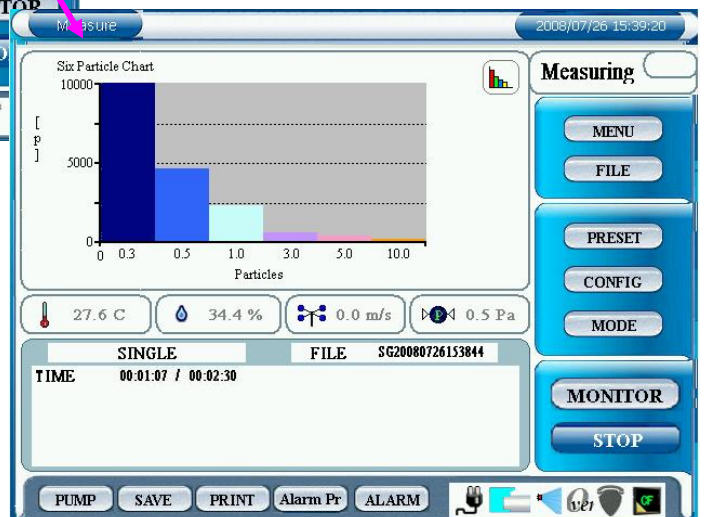 TOR
Measure
2008/07/26 15:39:20
Six Particle Chart
10000
[p]
5000
0
0 0.3 0.5 1.0 3.0 5.0 10.0
Particles
Measuring
MENU
FILE
PRESET
CONFIG
MODE
27.6 C 34.4 % 0.0 m/s P 0.5 Pa
SINGLE FILE SG20080726153844
TIME 00:01:07 / 00:02:30
MONITOR
STOP
PUMP SAVE PRINT Alarm Pr ALARM
Over CF